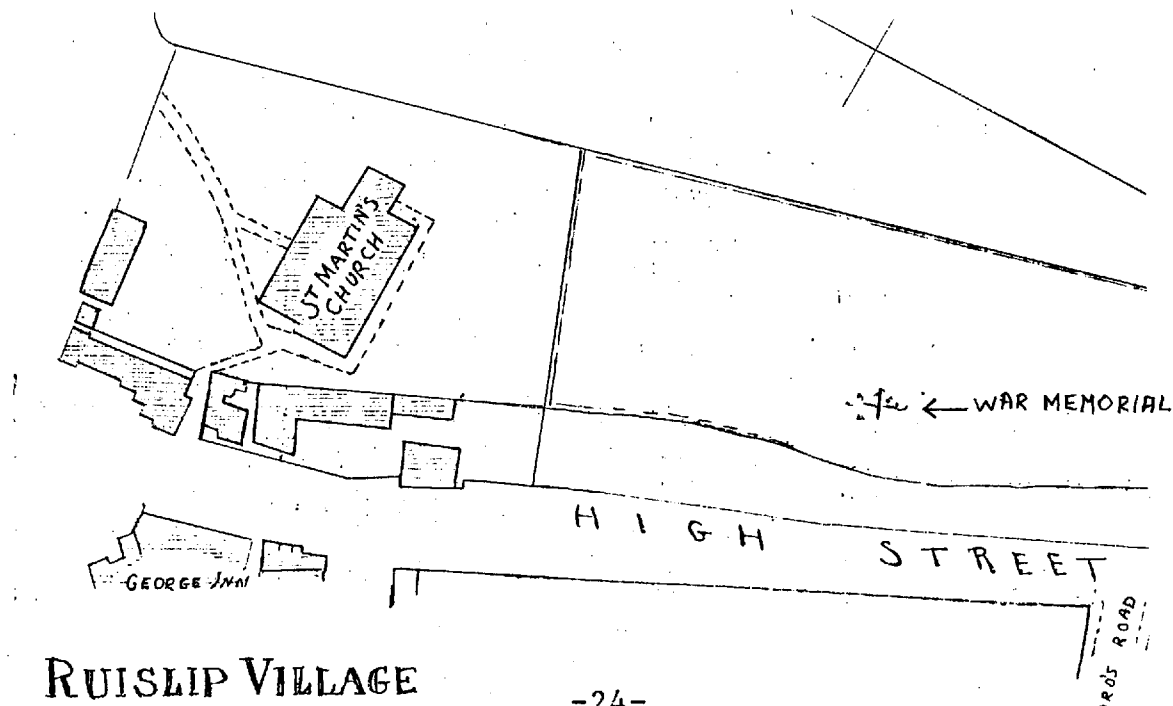 ST MARTIN'S
CHURCH
← WAR MEMORIAL
HIGH STREET
GEORGE INN
ROAD
RUISLIP VILLAGE
-24-